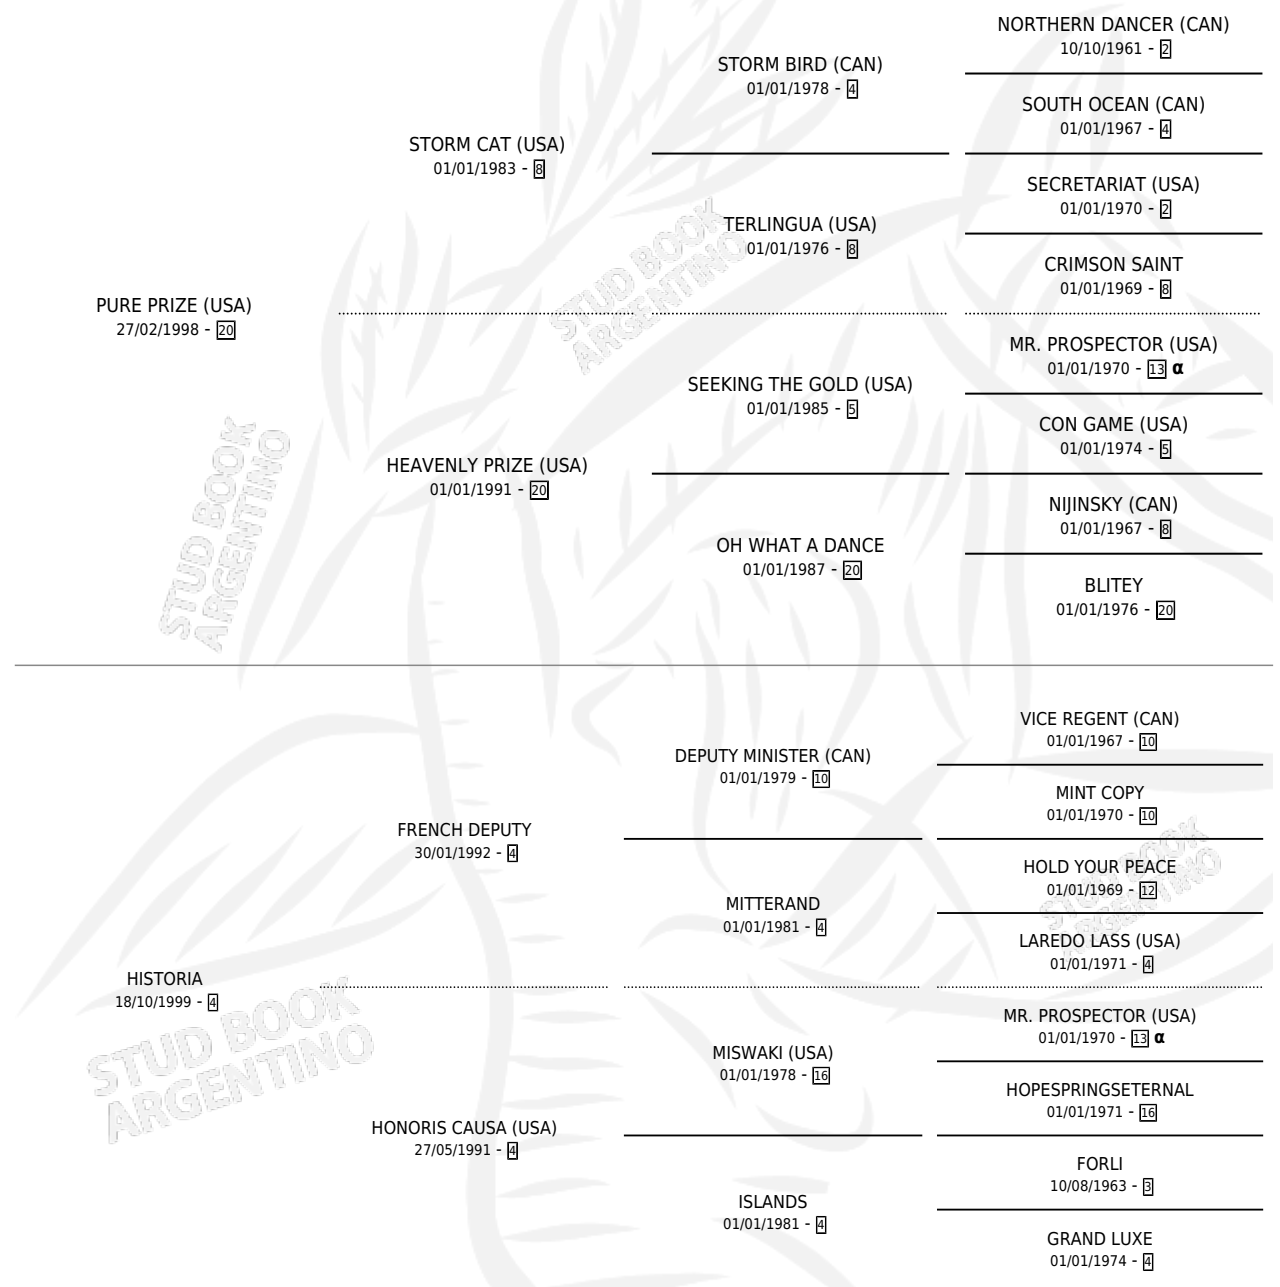 NORTHERN DANCER (CAN)
10/10/1961 - 2
STORM BIRD (CAN)
01/01/1978 - 4
SOUTH OCEAN (CAN)
01/01/1967 - 4
STORM CAT (USA)
01/01/1983 - 8
SECRETARIAT (USA)
01/01/1970 - 2
TERLINGUA (USA)
01/01/1976 - 8
CRIMSON SAINT
01/01/1969 - 8
PURE PRIZE (USA)
27/02/1998 - 20
MR. PROSPECTOR (USA)
01/01/1970 - 13 α
SEEKING THE GOLD (USA)
01/01/1985 - 5
CON GAME (USA)
01/01/1974 - 5
HEAVENLY PRIZE (USA)
01/01/1991 - 20
NIJINSKY (CAN)
01/01/1967 - 8
OH WHAT A DANCE
01/01/1987 - 20
BLITEY
01/01/1976 - 20
VICE REGENT (CAN)
01/01/1967 - 10
DEPUTY MINISTER (CAN)
01/01/1979 - 10
MINT COPY
01/01/1970 - 10
FRENCH DEPUTY
30/01/1992 - 4
HOLD YOUR PEACE
01/01/1969 - 12
MITTERAND
01/01/1981 - 4
LAREDO LASS (USA)
01/01/1971 - 4
HISTORIA
18/10/1999 - 4
MR. PROSPECTOR (USA)
01/01/1970 - 13 α
MISWAKI (USA)
01/01/1978 - 16
HOPESPRINGSETERNAL
01/01/1971 - 16
HONORIS CAUSA (USA)
27/05/1991 - 4
FORLI
10/08/1963 - 3
ISLANDS
01/01/1981 - 4
GRAND LUXE
01/01/1974 - 4
STUD BOOK
ARGENTINO
STUD BOOK
ARGENTINO
STUD BOOK
ARGENTINO
STUD BOOK
ARGENTINO